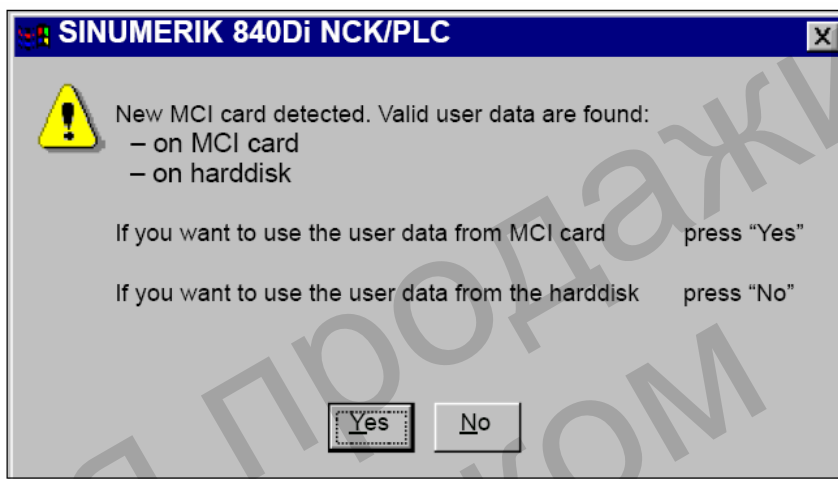 SINUMERIK 840Di NCK/PLC
New MCI card detected. Valid user data are found:
– on MCI card
– on harddisk
If you want to use the user data from MCI card press “Yes”
If you want to use the user data from the harddisk press “No”
Yes No
продажи